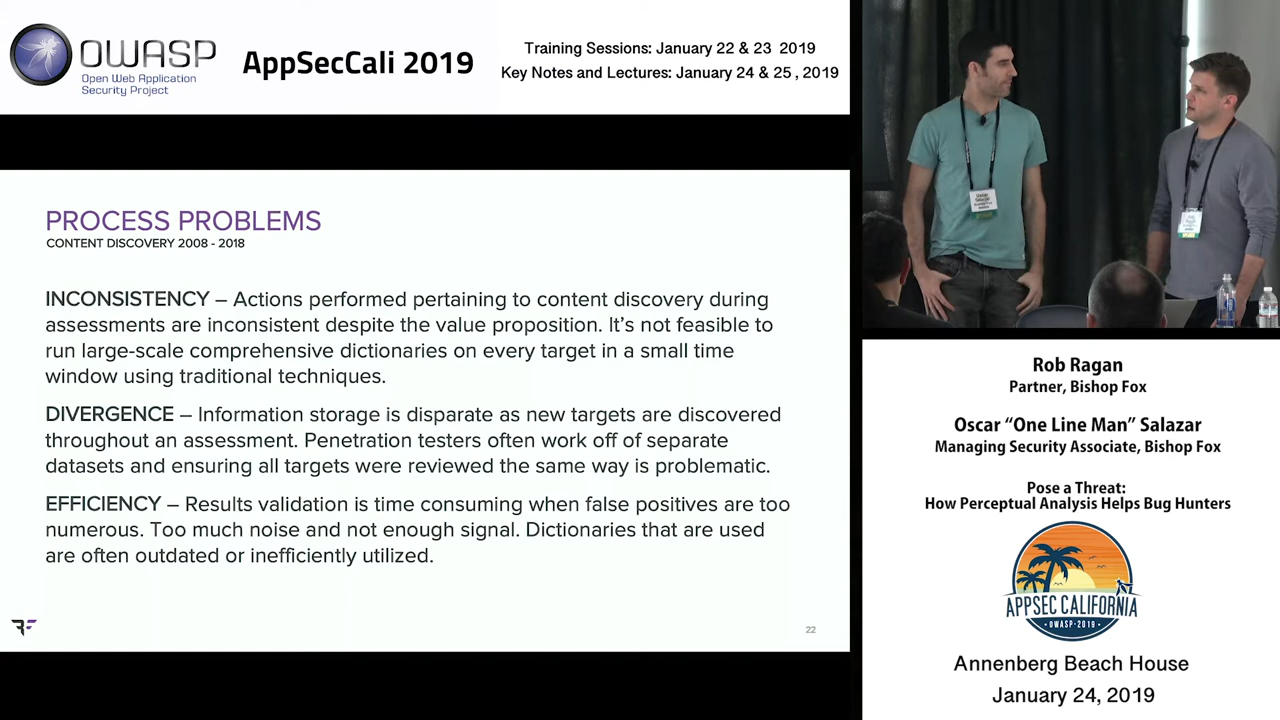 OWASP
Open Web Application
Security Project
AppSecCali 2019
Training Sessions: January 22 & 23 2019
Key Notes and Lectures: January 24 & 25 , 2019
PROCESS PROBLEMS
CONTENT DISCOVERY 2008 - 2018
INCONSISTENCY – Actions performed pertaining to content discovery during
assessments are inconsistent despite the value proposition. It’s not feasible to
run large-scale comprehensive dictionaries on every target in a small time
window using traditional techniques.
DIVERGENCE – Information storage is disparate as new targets are discovered
throughout an assessment. Penetration testers often work off of separate
datasets and ensuring all targets were reviewed the same way is problematic.
EFFICIENCY – Results validation is time consuming when false positives are too
numerous. Too much noise and not enough signal. Dictionaries that are used
are often outdated or inefficiently utilized.
22
Rob Ragan
Partner, Bishop Fox
Oscar “One Line Man” Salazar
Managing Security Associate, Bishop Fox
Pose a Threat:
How Perceptual Analysis Helps Bug Hunters
APPSEC CALIFORNIA
• OWASP • 2019 •
Annenberg Beach House
January 24, 2019